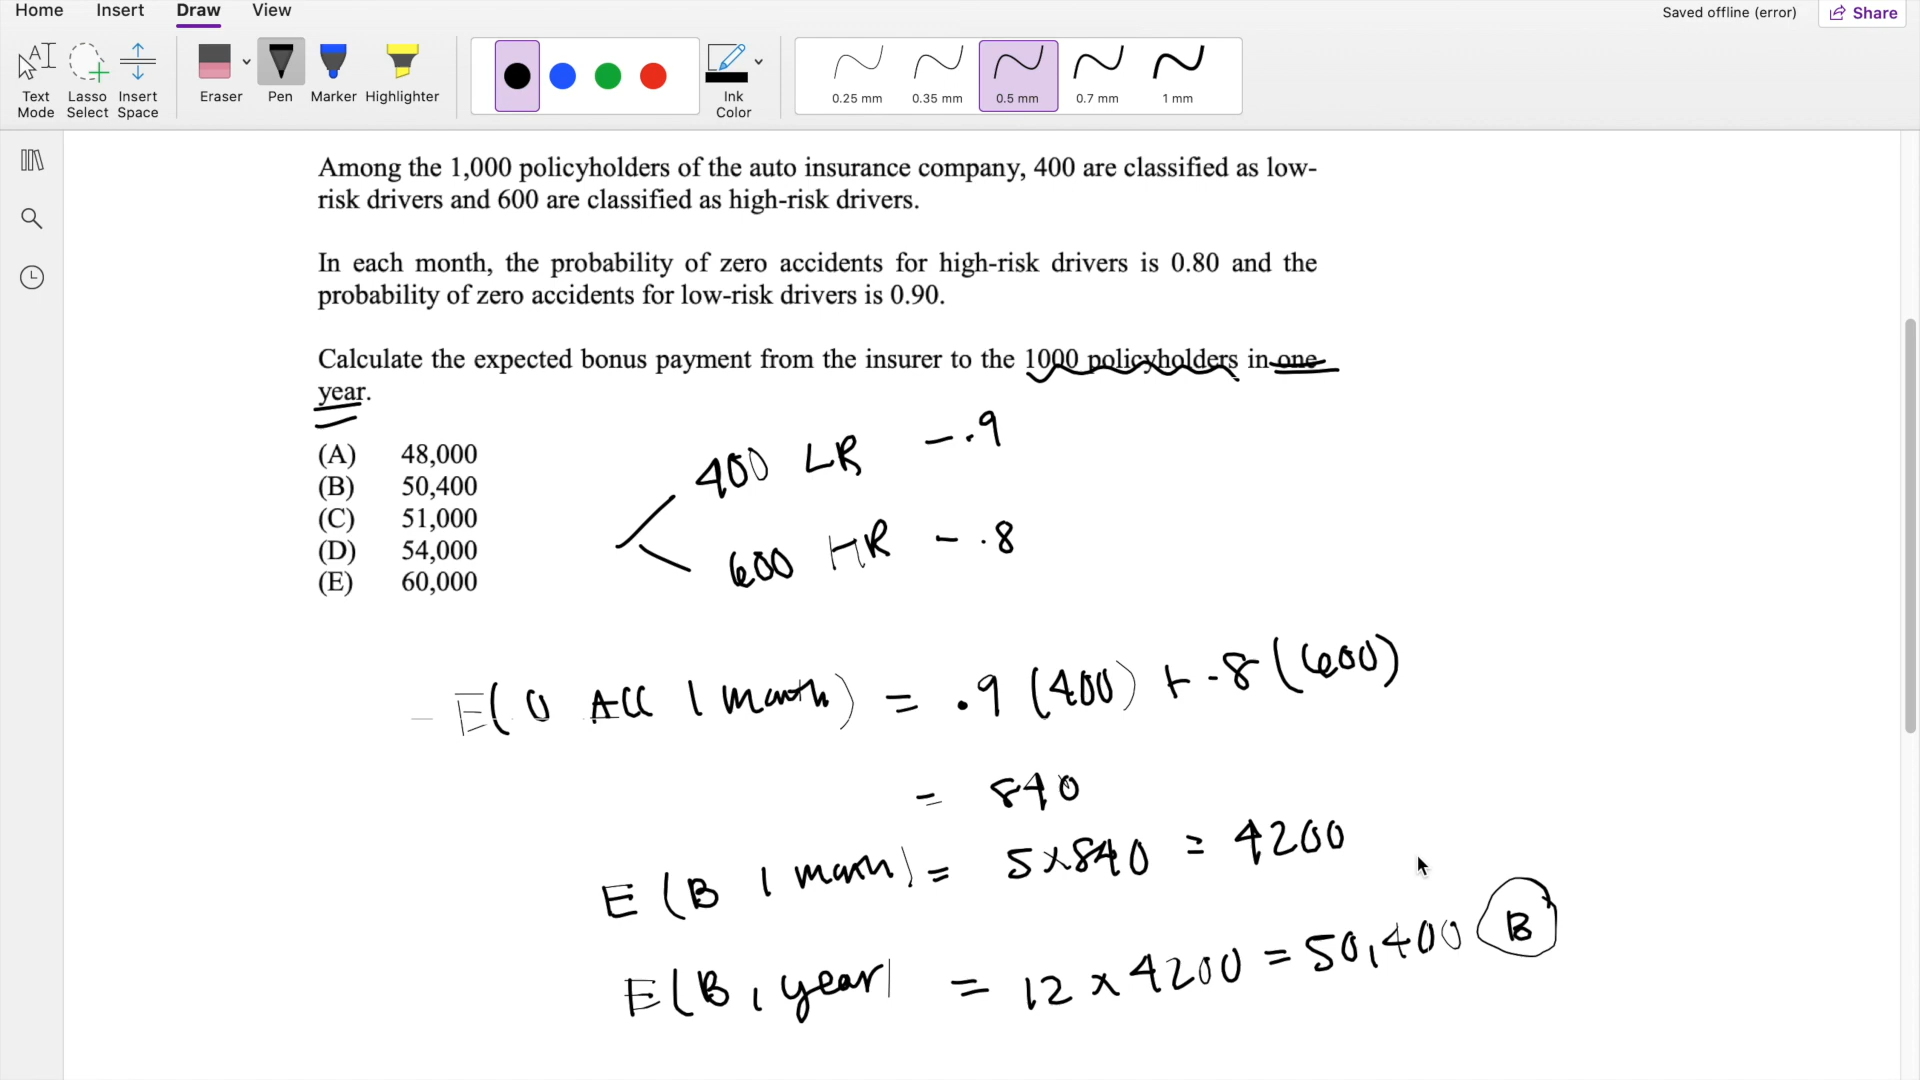 Home Insert Draw View
Saved offline (error) Share
Text Mode
Lasso Select
Insert Space
Eraser
Pen
Marker
Highlighter
Ink Color
0.25 mm 0.35 mm 0.5 mm 0.7 mm 1 mm
Among the 1,000 policyholders of the auto insurance company, 400 are classified as low-
risk drivers and 600 are classified as high-risk drivers.
In each month, the probability of zero accidents for high-risk drivers is 0.80 and the
probability of zero accidents for low-risk drivers is 0.90.
Calculate the expected bonus payment from the insurer to the 1000 policyholders in one
year.
(A) 48,000
(B) 50,400
(C) 51,000
(D) 54,000
(E) 60,000
400 LR - .9
600 HR - .8
E(0 ACC 1 month) = .9 (400) + .8 (600)
= 840
E (B 1 month) = 5 x 840 = 4200
E(B 1 year) = 12 x 4200 = 50,400 B